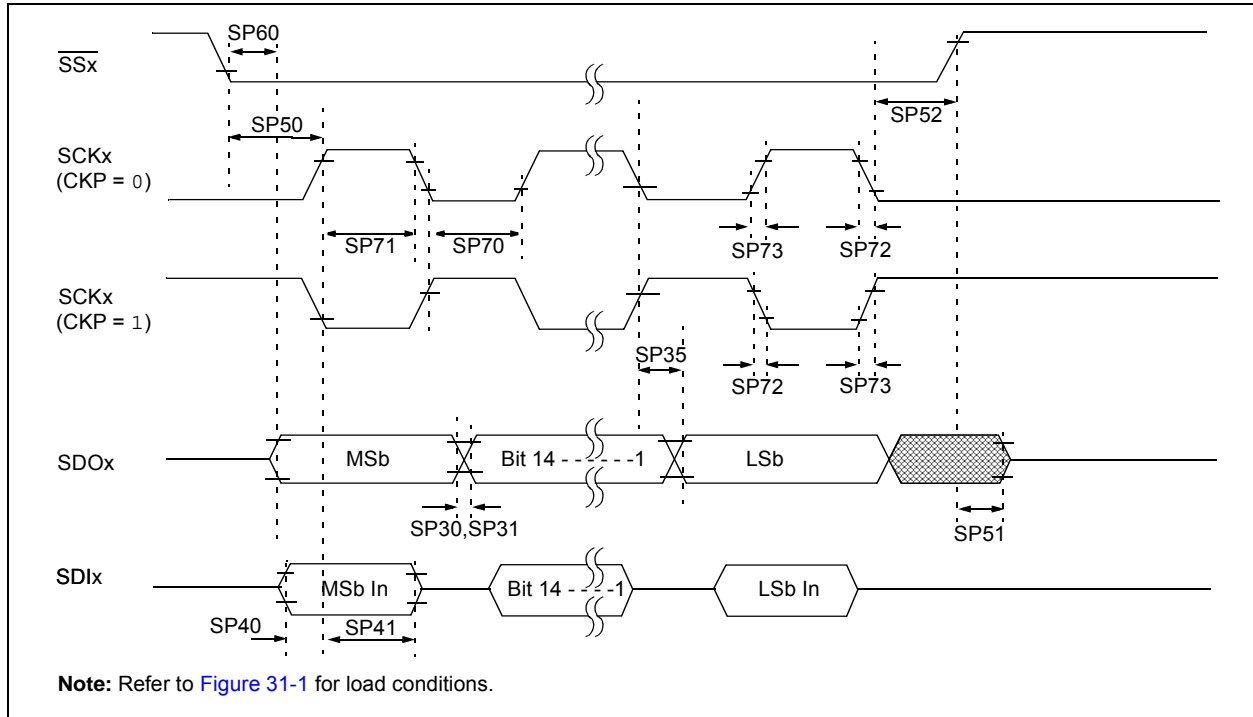 SP60
SSx
SP50
SP52
SCKx
(CKP = 0)
SP71
SP70
SP73
SP72
SCKx
(CKP = 1)
SP35
SP72
SP73
SDOx
MSb
Bit 14 - - - - - -1
LSb
SP30,SP31
SP51
SDIx
MSb In
Bit 14 - - - -1
LSb In
SP40
SP41
Note: Refer to Figure 31-1 for load conditions.